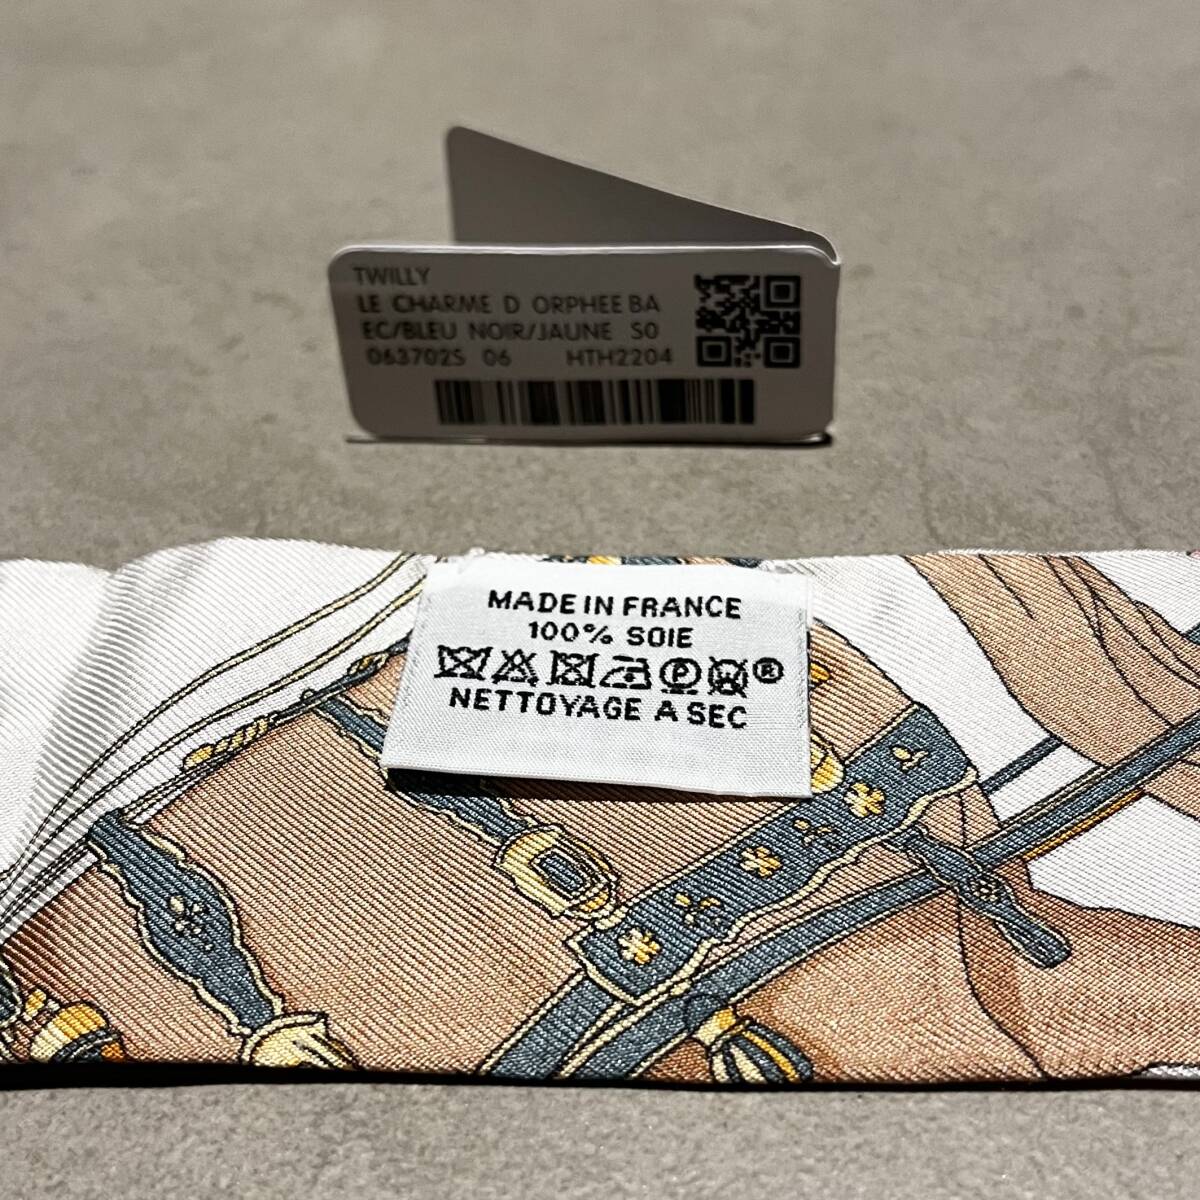 TWILLY
LE CHARME D ORPHEE BA
EC/BLEU NOIR/JAUNE S0
063702S 06 HTH2204
MADE IN FRANCE
100% SOIE
P W ®
NETTOYAGE A SEC